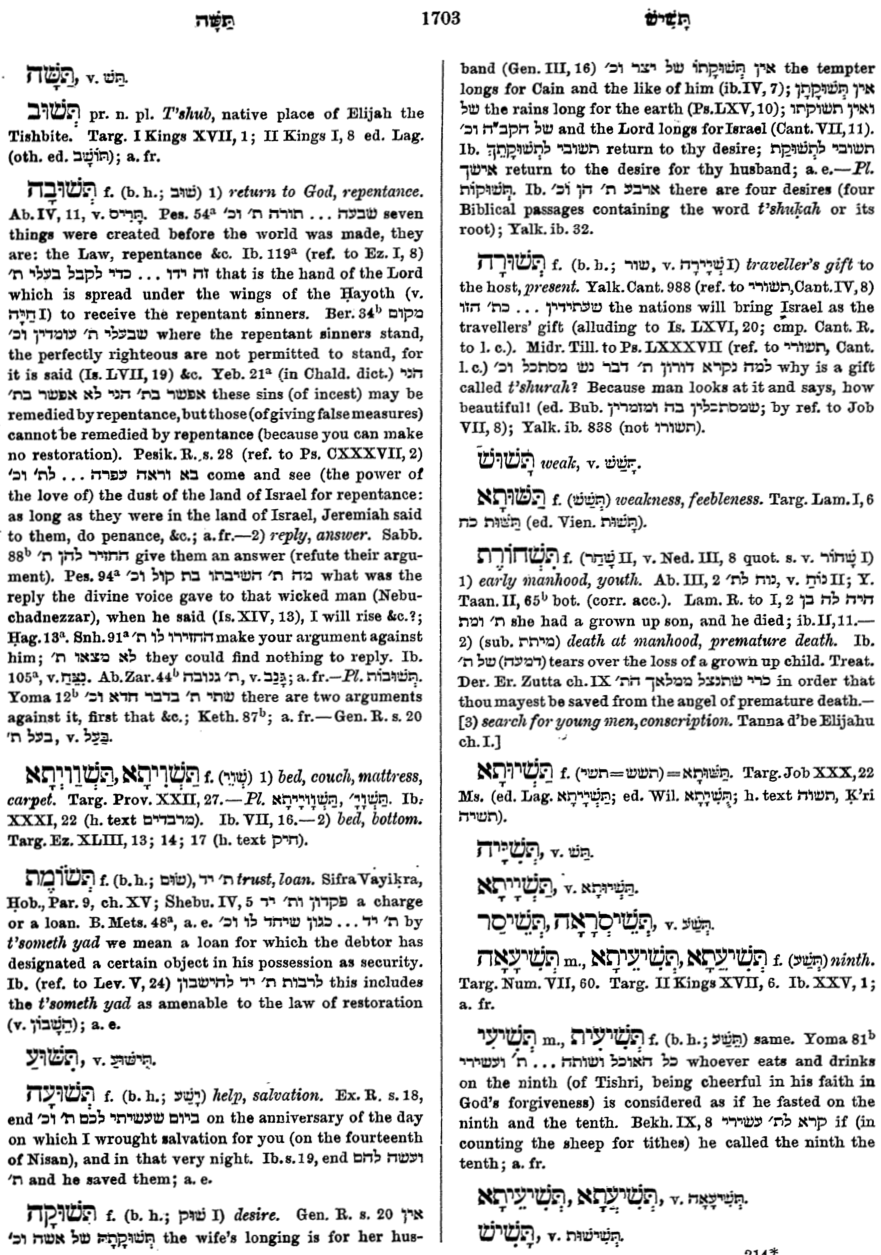 תַּשָּׁה
1703
תָּשִׁישׁ
תַּשָּׁה, v. תַּשׁ.
תְּשׁוּב pr. n. pl. T'shub, native place of Elijah the
Tishbite. Targ. I Kings XVII, 1; II Kings I, 8 ed. Lag.
(oth. ed. תּוֹשָׁב); a. fr.
תְּשׁוּבָה f. (b. h.; שׁוּב) 1) return to God, repentance.
Ab. IV, 11, v. תְּרִיס. Pes. 54ᵃ שבעה ... תורה ת׳ וכ׳ seven
things were created before the world was made, they
are: the Law, repentance &c. Ib. 119ᵃ (ref. to Ez. I, 8)
זה ידו ... כדי לקבל בעלי ת׳ that is the hand of the Lord
which is spread under the wings of the Ḥayoth (v.
חַיָּה I) to receive the repentant sinners. Ber. 34ᵇ מקום
שבעלי ת׳ עומדין וכ׳ where the repentant sinners stand,
the perfectly righteous are not permitted to stand, for
it is said (Is. LVII, 19) &c. Yeb. 21ᵃ (in Chald. dict.) הני
אפשר בת׳ הני לא אפשר בת׳ these sins (of incest) may be
remedied by repentance, but those (of giving false measures)
cannot be remedied by repentance (because you can make
no restoration). Pesik. R. s. 28 (ref. to Ps. CXXXVII, 2)
בא וראה עפרה ... לת׳ וכ׳ come and see (the power of
the love of) the dust of the land of Israel for repentance:
as long as they were in the land of Israel, Jeremiah said
to them, do penance, &c.; a. fr.—2) reply, answer. Sabb.
88ᵇ החזיר להן ת׳ give them an answer (refute their argu-
ment). Pes. 94ᵃ מה ת׳ השיבתו בת קול וכ׳ what was the
reply the divine voice gave to that wicked man (Nebu-
chadnezzar), when he said (Is. XIV, 13), I will rise &c.?;
Ḥag. 13ᵃ. Snh. 91ᵃ החזירו לו ת׳ make your argument against
him; לא מצאו ת׳ they could find nothing to reply. Ib.
105ᵃ, v. נָצַח. Ab. Zar. 44ᵇ ת׳ גנובה, v. גָּנַב; a. fr.—Pl. תְּשׁוּבוֹת.
Yoma 12ᵇ שתי ת׳ בדבר חדא וכ׳ there are two arguments
against it, first that &c.; Keth. 87ᵇ; a. fr.—Gen. R. s. 20
בעל ת׳, v. בַּעַל.
תַּשְׁוִיתָא, תַּשְׁוַוְיתָא f. (שְׁוֵי) 1) bed, couch, mattress,
carpet. Targ. Prov. XXII, 27.—Pl. תַּשְׁוָוְיָ׳, תַּשְׁוְויָיתָא. Ib.
XXXI, 22 (h. text מרבדים). Ib. VII, 16.—2) bed, bottom.
Targ. Ez. XLIII, 13; 14; 17 (h. text חיק).
תְּשׂוֹמֶת f. (b. h.; שׂוּם), ת׳ יד trust, loan. Sifra Vayiḳra,
Ḥob., Par. 9, ch. XV; Shebu. IV, 5 פקדון ות׳ יד a charge
or a loan. B. Mets. 48ᵃ, a. e. ת׳ יד ... כגון שיחד לו וכ׳ by
t'someth yad we mean a loan for which the debtor has
designated a certain object in his possession as security.
Ib. (ref. to Lev. V, 24) לרבות ת׳ יד להישבון this includes
the t'someth yad as amenable to the law of restoration
(v. הֲשָׁבוֹן); a. e.
תְּשׁוּעַ, v. תִּישׁוּעַ.
תְּשׁוּעָה f. (b. h.; יָשַׁע) help, salvation. Ex. R. s. 18,
end ביום שעשיתי לכם ת׳ וכ׳ on the anniversary of the day
on which I wrought salvation for you (on the fourteenth
of Nisan), and in that very night. Ib. s. 19, end ועשה להם
ת׳ and he saved them; a. e.
תְּשׁוּקָה f. (b. h.; שׁוּק I) desire. Gen. R. s. 20 אין
תְּשׁוּקָתָהּ של אשה וכ׳ the wife's longing is for her hus-
band (Gen. III, 16) אין תְּשׁוּקָתוֹ של יצר וכ׳ the tempter
longs for Cain and the like of him (ib. IV, 7); אין תְּשׁוּקָתָן
של the rains long for the earth (Ps. LXV, 10); ואין תשוקתו
של הקב״ה וכ׳ and the Lord longs for Israel (Cant. VII, 11).
Ib. תשובי לִתְשׁוּקָתֵךְ return to thy desire; תשובי לִתְשׁוּקַת
אישך return to the desire for thy husband; a. e.—Pl.
תְּשׁוּקוֹת. Ib. ארבע ת׳ הן וכ׳ there are four desires (four
Biblical passages containing the word t'shuḳah or its
root); Yalk. ib. 32.
תְּשׁוּרָה f. (b. h.; שור, v. שְׁיָירָה I) traveller's gift to
the host, present. Yalk. Cant. 988 (ref. to תשורי, Cant. IV, 8)
שעתידין ... כת׳ הזו the nations will bring Israel as the
travellers' gift (alluding to Is. LXVI, 20; cmp. Cant. R.
to l. c.). Midr. Till. to Ps. LXXXVII (ref. to תשורי, Cant.
l. c.) למה נקרא דורון ת׳ דבר נש מסתכל וכ׳ why is a gift
called t'shurah? Because man looks at it and says, how
beautiful! (ed. Bub. שמסתכלין בה ומזמרין; by ref. to Job
VII, 8); Yalk. ib. 838 (not תשורו).
תָּשׁוּשׁ weak, v. תָּשַׁשׁ.
תַּשּׁוּתָא f. (תְּשַׁשׁ) weakness, feebleness. Targ. Lam. I, 6
תַּשּׁוּת כח (ed. Vien. תָּשׁוּת).
תִּשְׁחוֹרֶת f. (שָׁחַר II, v. Ned. III, 8 quot. s. v. שָׁחוֹר I)
1) early manhood, youth. Ab. III, 2 נוח לת׳, v. נוֹחַ II; Y.
Taan. II, 65ᵇ bot. (corr. acc.). Lam. R. to I, 2 היה לה בן
ת׳ ומת she had a grown up son, and he died; ib. II, 11.—
2) (sub. מיתת) death at manhood, premature death. Ib.
(דמעה) של ת׳ tears over the loss of a grown up child. Treat.
Der. Er. Zutta ch. IX כדי שתנצל ממלאך הת׳ in order that
thou mayest be saved from the angel of premature death.—
[3) search for young men, conscription. Tanna d'be Elijahu
ch. I.]
תַּשְׁיוּתָא f. (תשש=תשי)=תַּשּׁוּתָא. Targ. Job XXX, 22
Ms. (ed. Lag. תַּשְׁיָיתָא; ed. Wil. תְּשִׁיָּתָא; h. text תשוה, Ḳ'ri
תשיה).
תְּשִׁיָּיה, v. תַּשׁ.
תַּשְׁיָיתָא, v. תַּשְׁיוּתָא.
תְּשֵׁיסְרָאָה, תְּשֵׁיסַר, v. תְּשַׁע.
תְּשִׁיעָאָה m., תְּשִׁיעֵיתָא, תְּשִׁיעֲתָא f. (תְּשַׁע) ninth.
Targ. Num. VII, 60. Targ. II Kings XVII, 6. Ib. XXV, 1;
a. fr.
תְּשִׁיעִי m., תְּשִׁיעִית f. (b. h.; תֵּשַׁע) same. Yoma 81ᵇ
כל האוכל ושותה ... ת׳ ועשירי whoever eats and drinks
on the ninth (of Tishri, being cheerful in his faith in
God's forgiveness) is considered as if he fasted on the
ninth and the tenth. Bekh. IX, 8 קרא לת׳ עשירי if (in
counting the sheep for tithes) he called the ninth the
tenth; a. fr.
תְּשִׁיעֵיתָא, תְּשִׁיעֲתָא, v. תְּשִׁיעָאָה.
תָּשִׁישׁ, v. תְּשִׁישׁוּת.
214*